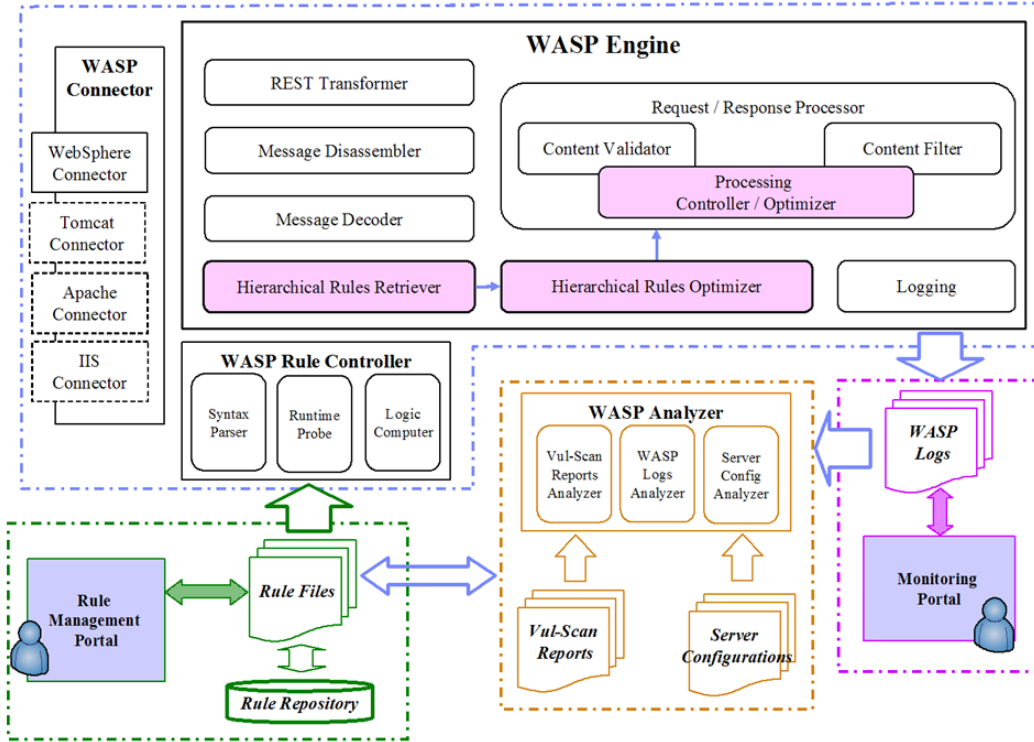 WASP Engine
WASP
Connector
WebSphere
Connector
Tomcat
Connector
Apache
Connector
IIS
Connector
REST Transformer
Message Disassembler
Message Decoder
Hierarchical Rules Retriever
Request / Response Processor
Content Validator
Content Filter
Processing
Controller / Optimizer
Hierarchical Rules Optimizer
Logging
WASP Rule Controller
Syntax
Parser
Runtime
Probe
Logic
Computer
WASP Analyzer
Vul-Scan
Reports
Analyzer
WASP
Logs
Analyzer
Server
Config
Analyzer
WASP
Logs
Rule
Management
Portal
Rule Files
Rule Repository
Vul-Scan
Reports
Server
Configurations
Monitoring
Portal